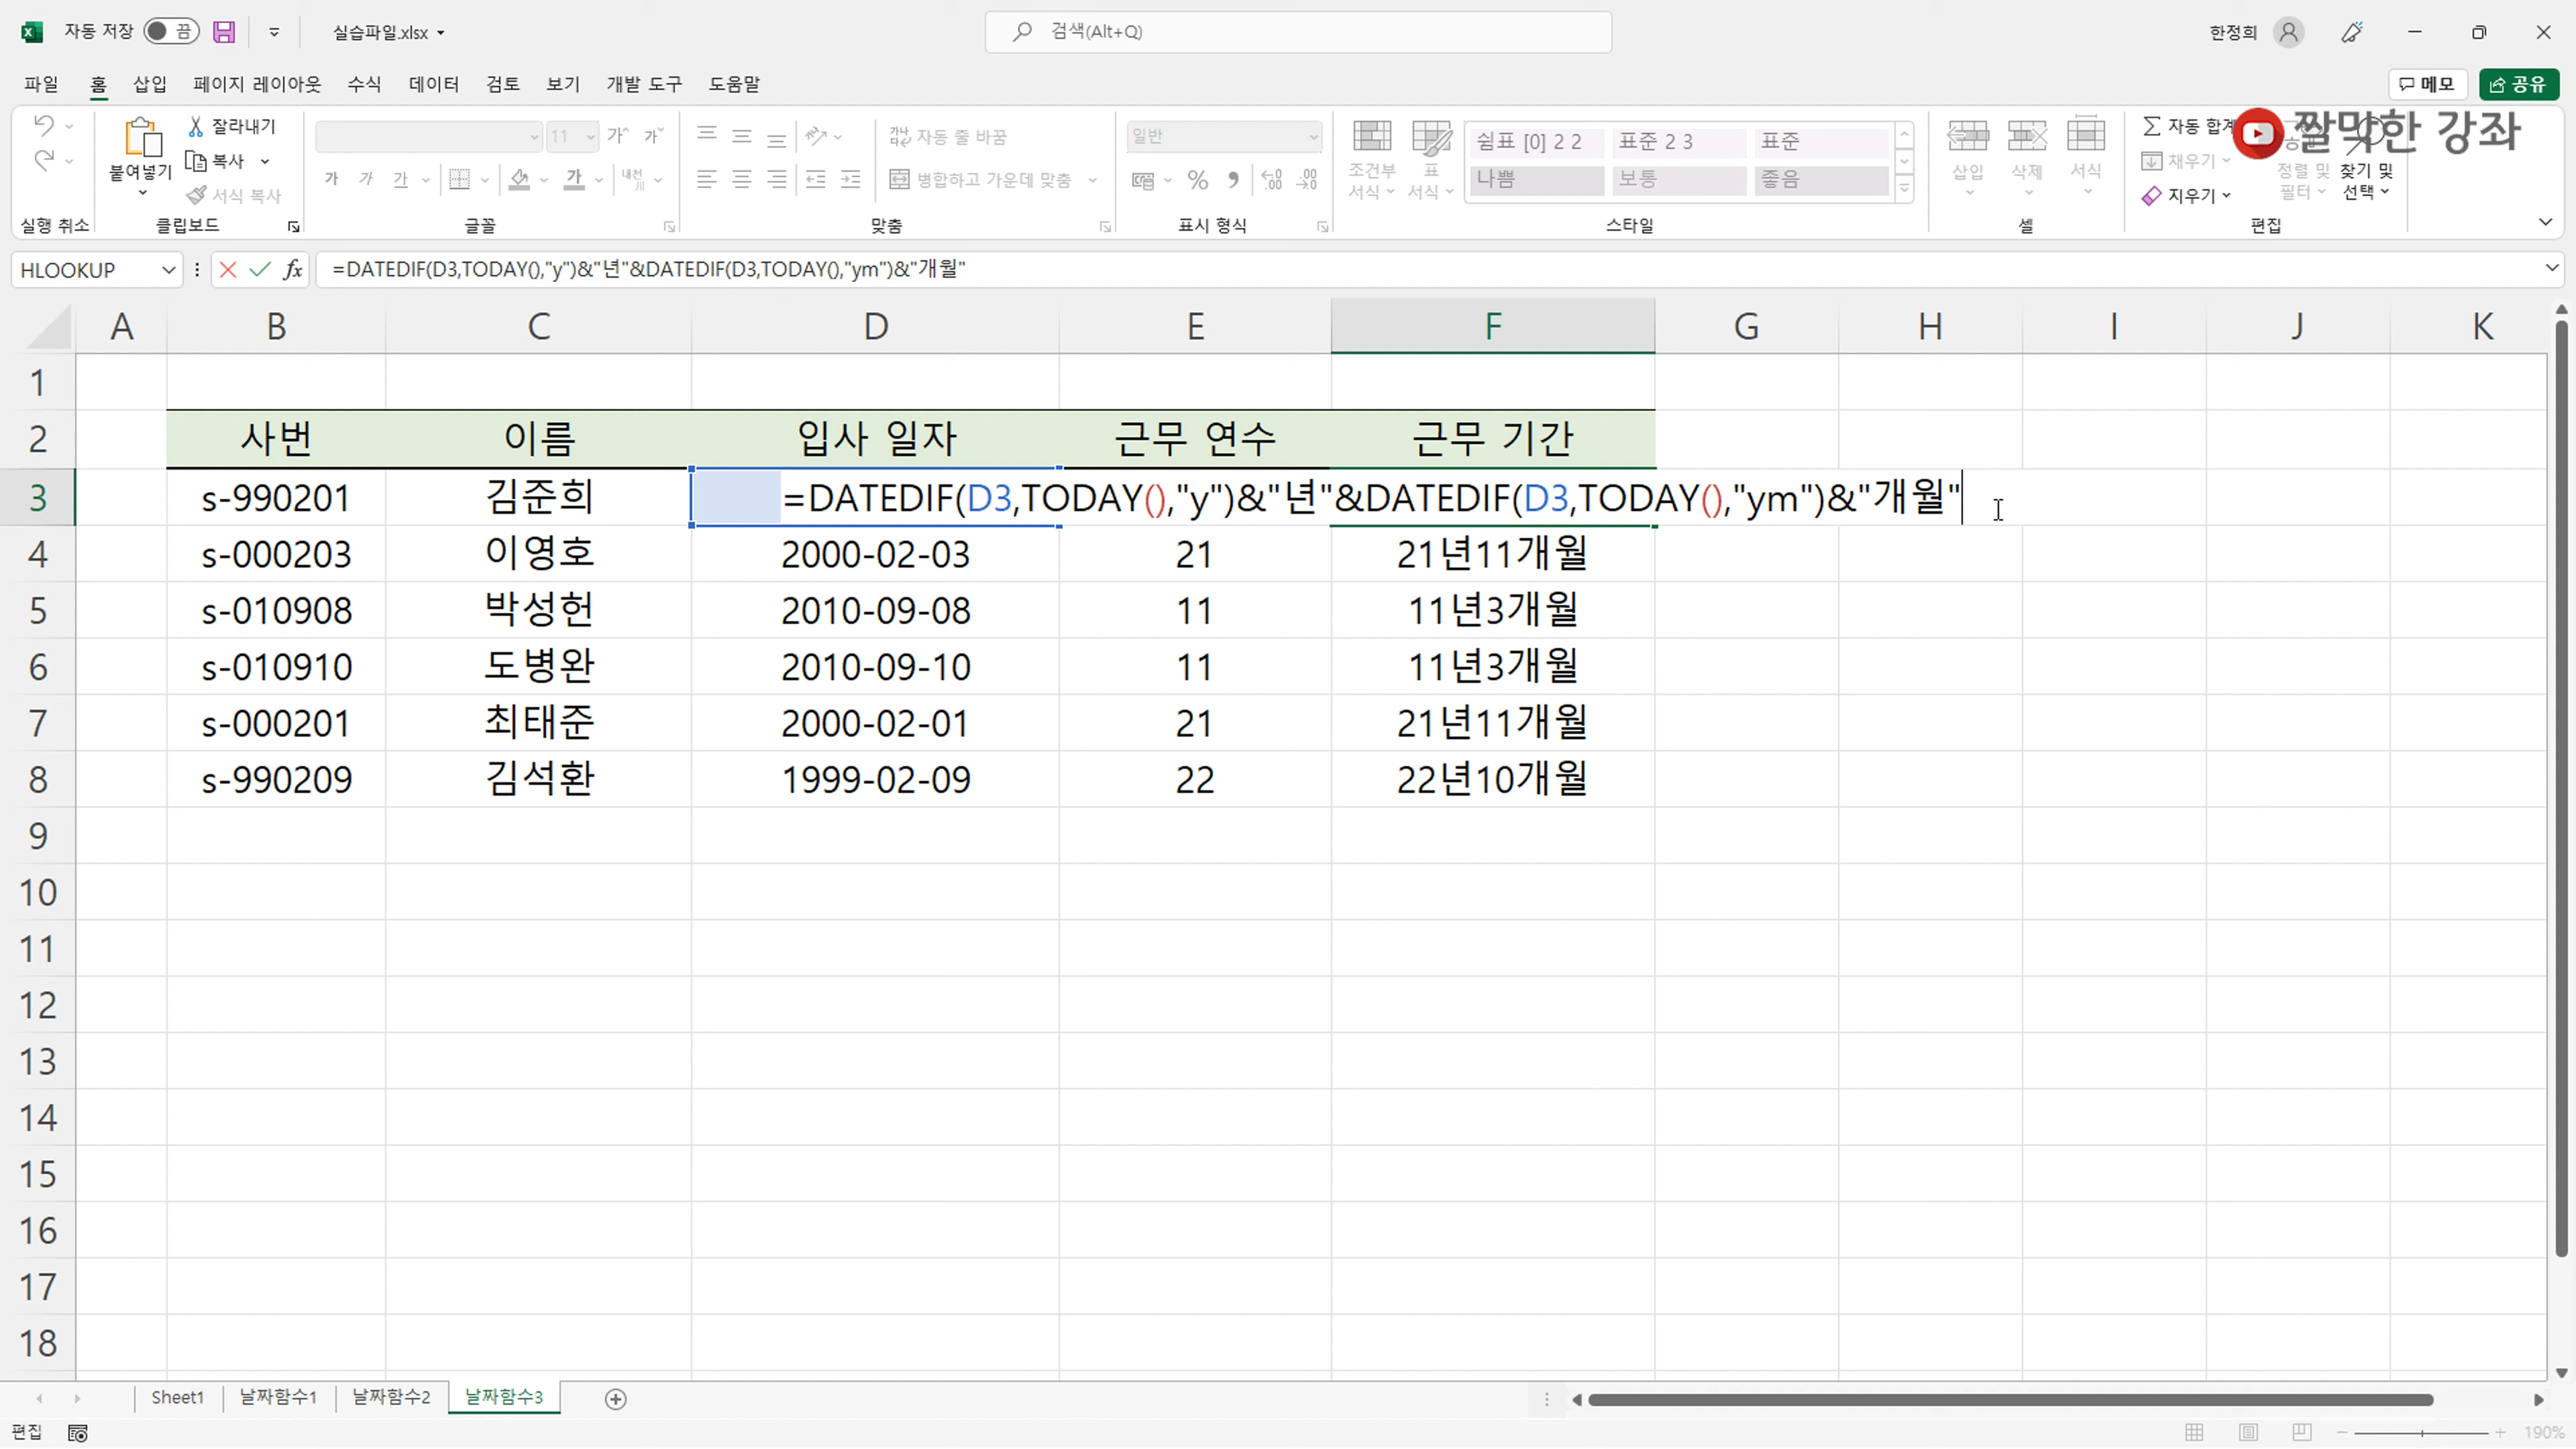 자동 저장 끔 실습파일.xlsx 검색(Alt+Q) 한정희
파일 홈 삽입 페이지 레이아웃 수식 데이터 검토 보기 개발 도구 도움말 메모 공유
붙여넣기 잘라내기 복사 서식 복사
11 가 가
가 가 간 가 내천
가나 다 자동 줄 바꿈
병합하고 가운데 맞춤
일반
조건부 서식 표 서식
쉼표 [0] 2 2 표준 2 3 표준
나쁨 보통 좋음
삽입 삭제 서식
자동 합계
채우기
지우기
정렬 및 필터 찾기 및 선택
짤막한 강좌
실행 취소 클립보드 글꼴 맞춤 표시 형식 스타일 셀 편집
HLOOKUP fx =DATEDIF(D3,TODAY(),"y")&"년"&DATEDIF(D3,TODAY(),"ym")&"개월"
A B C D E F G H I J K
1
2 사번 이름 입사 일자 근무 연수 근무 기간
3 s-990201 김준희 =DATEDIF(D3,TODAY(),"y")&"년"&DATEDIF(D3,TODAY(),"ym")&"개월"
4 s-000203 이영호 2000-02-03 21 21년11개월
5 s-010908 박성헌 2010-09-08 11 11년3개월
6 s-010910 도병완 2010-09-10 11 11년3개월
7 s-000201 최태준 2000-02-01 21 21년11개월
8 s-990209 김석환 1999-02-09 22 22년10개월
9
10
11
12
13
14
15
16
17
18
Sheet1 날짜함수1 날짜함수2 날짜함수3
편집 190%